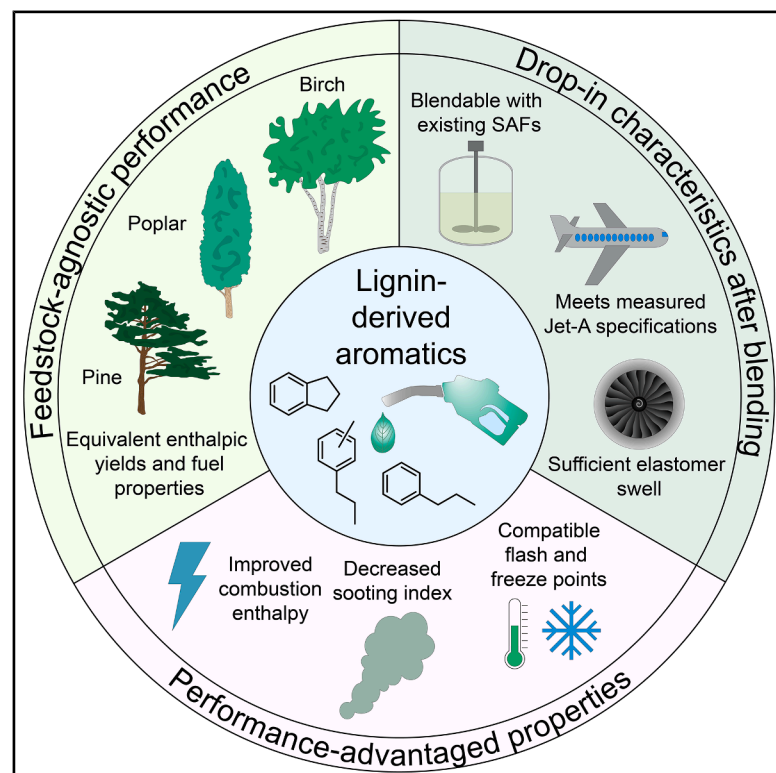 Feedstock-agnostic performance
Birch
Poplar
Pine
Equivalent enthalpic
yields and fuel
properties
Drop-in characteristics after blending
Blendable with
existing SAFs
Meets measured
Jet-A specifications
Sufficient elastomer
swell
Lignin-
derived
aromatics
Improved
combustion
enthalpy
Decreased
sooting index
Compatible
flash and
freeze points
Performance-advantaged properties